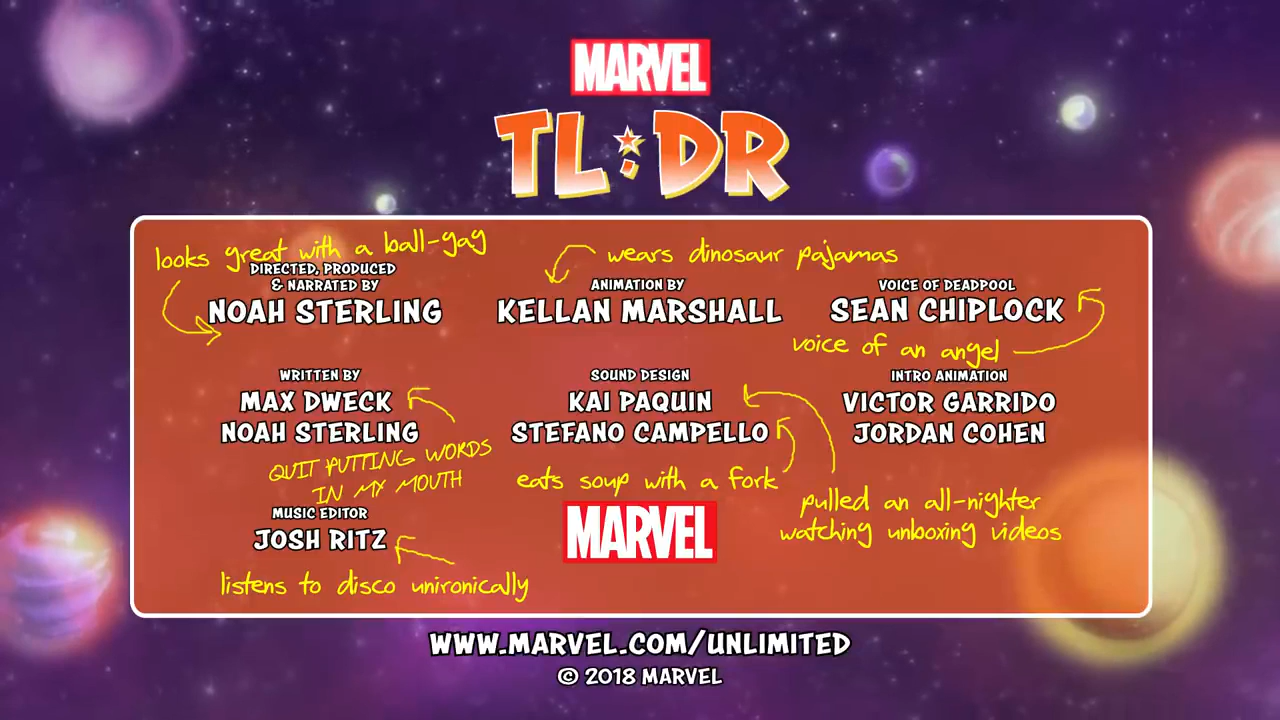 MARVEL
TL;DR
looks great with a ball-gag
wears dinosaur pajamas
DIRECTED, PRODUCED
& NARRATED BY
NOAH STERLING
ANIMATION BY
KELLAN MARSHALL
VOICE OF DEADPOOL
SEAN CHIPLOCK
voice of an angel
WRITTEN BY
MAX DWECK
NOAH STERLING
QUIT PUTTING WORDS
IN MY MOUTH
SOUND DESIGN
KAI PAQUIN
STEFANO CAMPELLO
eats soup with a fork
INTRO ANIMATION
VICTOR GARRIDO
JORDAN COHEN
pulled an all-nighter
watching unboxing videos
MUSIC EDITOR
JOSH RITZ
listens to disco unironically
MARVEL
WWW.MARVEL.COM/UNLIMITED
© 2018 MARVEL